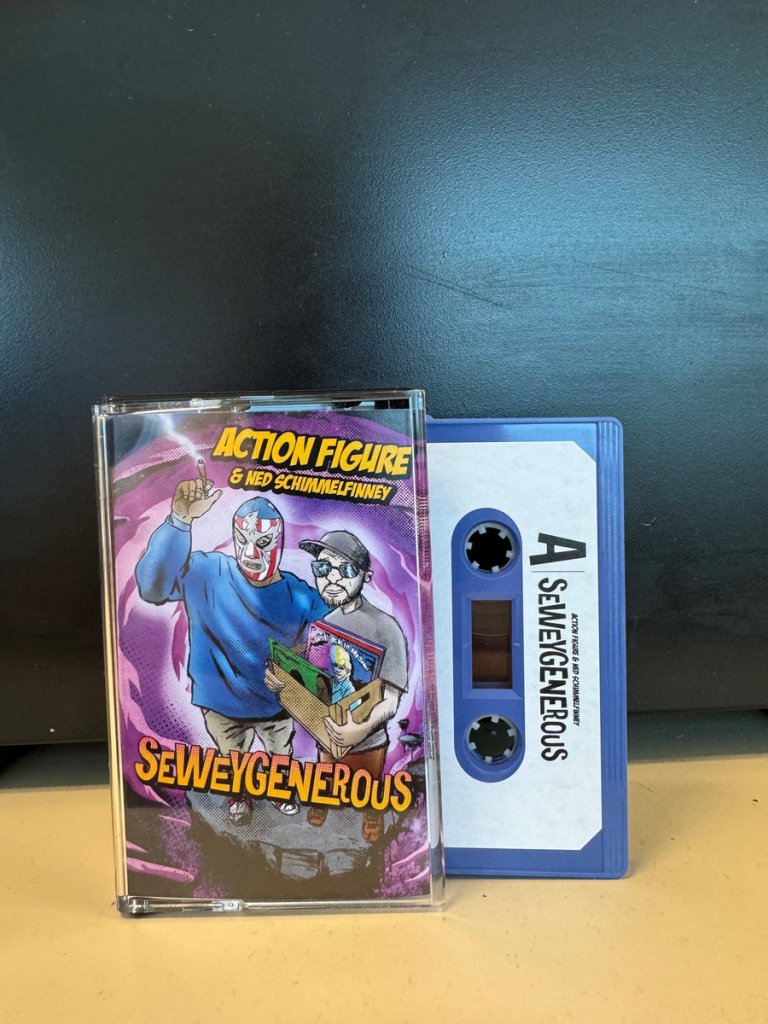 ACTION FIGURE
& NED SCHIMMELFINNEY
SEWEYGENEROUS
A
ACTION FIGURE & NED SCHIMMELFINNEY
SEWEYGENEROUS